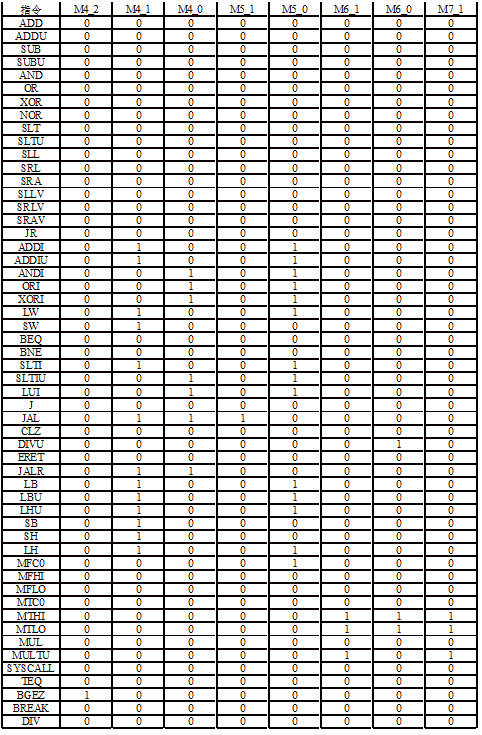 指令 M4_2 M4_1 M4_0 M5_1 M5_0 M6_1 M6_0 M7_1
ADD 0 0 0 0 0 0 0 0
ADDU 0 0 0 0 0 0 0 0
SUB 0 0 0 0 0 0 0 0
SUBU 0 0 0 0 0 0 0 0
AND 0 0 0 0 0 0 0 0
OR 0 0 0 0 0 0 0 0
XOR 0 0 0 0 0 0 0 0
NOR 0 0 0 0 0 0 0 0
SLT 0 0 0 0 0 0 0 0
SLTU 0 0 0 0 0 0 0 0
SLL 0 0 0 0 0 0 0 0
SRL 0 0 0 0 0 0 0 0
SRA 0 0 0 0 0 0 0 0
SLLV 0 0 0 0 0 0 0 0
SRLV 0 0 0 0 0 0 0 0
SRAV 0 0 0 0 0 0 0 0
JR 0 0 0 0 0 0 0 0
ADDI 0 1 0 0 1 0 0 0
ADDIU 0 1 0 0 1 0 0 0
ANDI 0 0 1 0 1 0 0 0
ORI 0 0 1 0 1 0 0 0
XORI 0 0 1 0 1 0 0 0
LW 0 1 0 0 1 0 0 0
SW 0 1 0 0 0 0 0 0
BEQ 0 0 0 0 0 0 0 0
BNE 0 0 0 0 0 0 0 0
SLTI 0 1 0 0 1 0 0 0
SLTIU 0 0 1 0 1 0 0 0
LUI 0 0 1 0 1 0 0 0
J 0 0 0 0 0 0 0 0
JAL 0 1 1 1 0 0 0 0
CLZ 0 0 0 0 0 0 0 0
DIVU 0 0 0 0 0 0 1 0
ERET 0 0 0 0 0 0 0 0
JALR 0 1 1 0 0 0 0 0
LB 0 1 0 0 1 0 0 0
LBU 0 1 0 0 1 0 0 0
LHU 0 1 0 0 1 0 0 0
SB 0 1 0 0 0 0 0 0
SH 0 1 0 0 0 0 0 0
LH 0 1 0 0 1 0 0 0
MFC0 0 0 0 0 1 0 0 0
MFHI 0 0 0 0 0 0 0 0
MFLO 0 0 0 0 0 0 0 0
MTC0 0 0 0 0 0 0 0 0
MTHI 0 0 0 0 0 1 1 1
MTLO 0 0 0 0 0 1 1 1
MUL 0 0 0 0 0 0 0 0
MULTU 0 0 0 0 0 1 0 1
SYSCALL 0 0 0 0 0 0 0 0
TEQ 0 0 0 0 0 0 0 0
BGEZ 1 0 0 0 0 0 0 0
BREAK 0 0 0 0 0 0 0 0
DIV 0 0 0 0 0 0 0 0